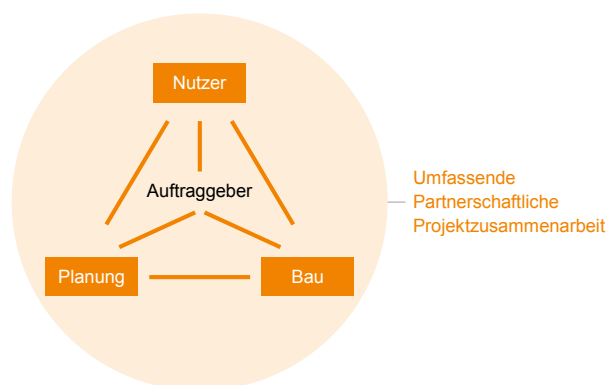 Nutzer
Auftraggeber
Planung
Bau
Umfassende
Partnerschaftliche
Projektzusammenarbeit